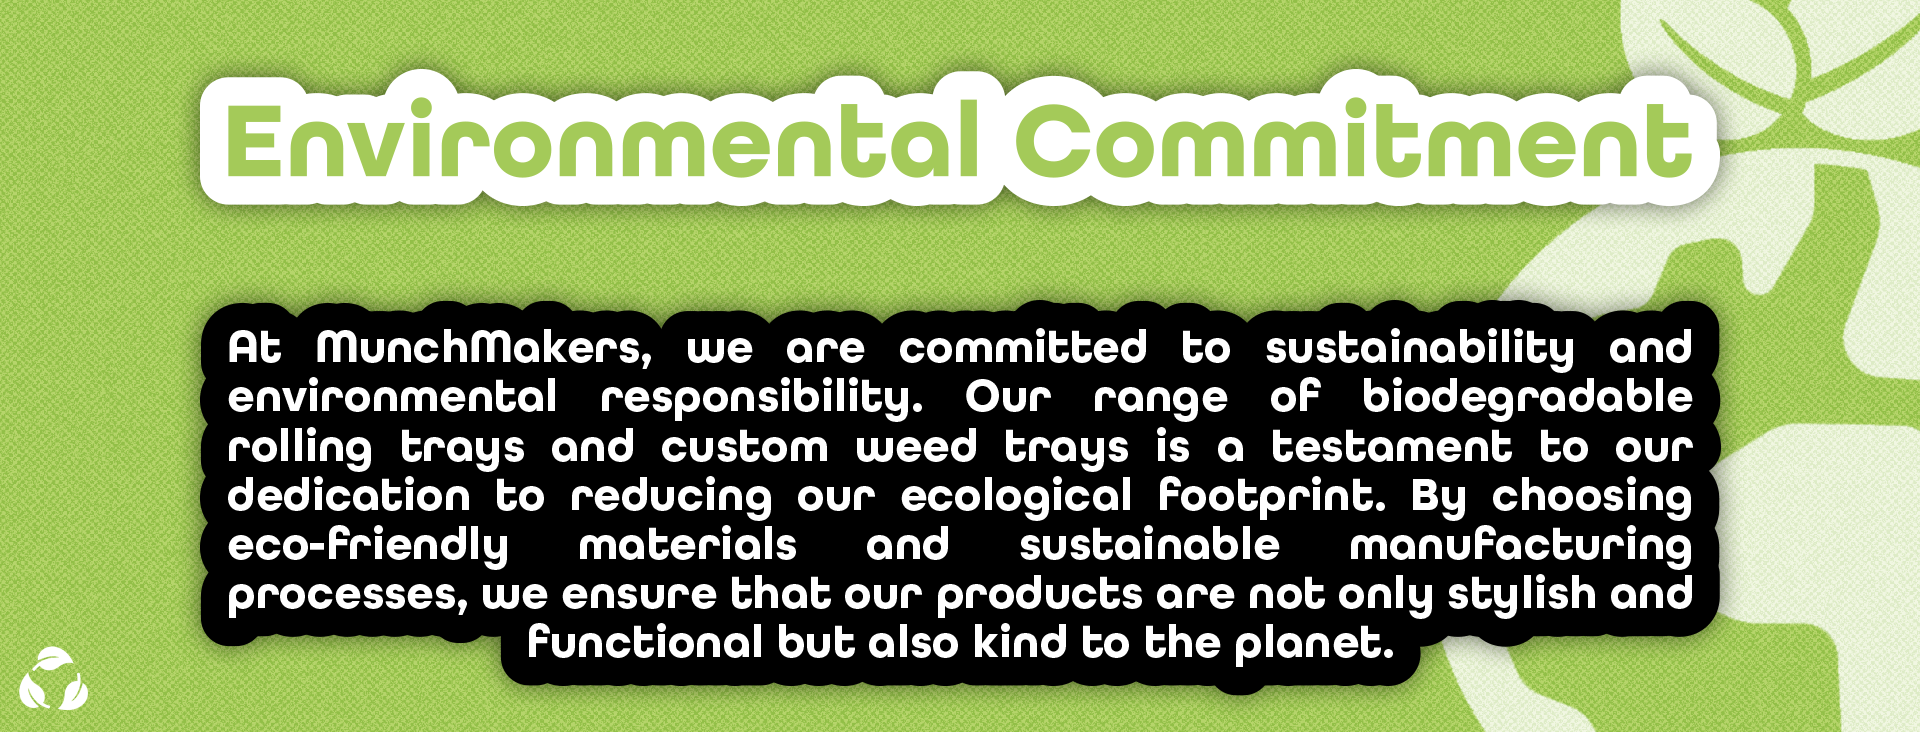 Environmental Commitment
At MunchMakers, we are committed to sustainability and
environmental responsibility. Our range of biodegradable
rolling trays and custom weed trays is a testament to our
dedication to reducing our ecological footprint. By choosing
eco-friendly materials and sustainable manufacturing
processes, we ensure that our products are not only stylish and
functional but also kind to the planet.